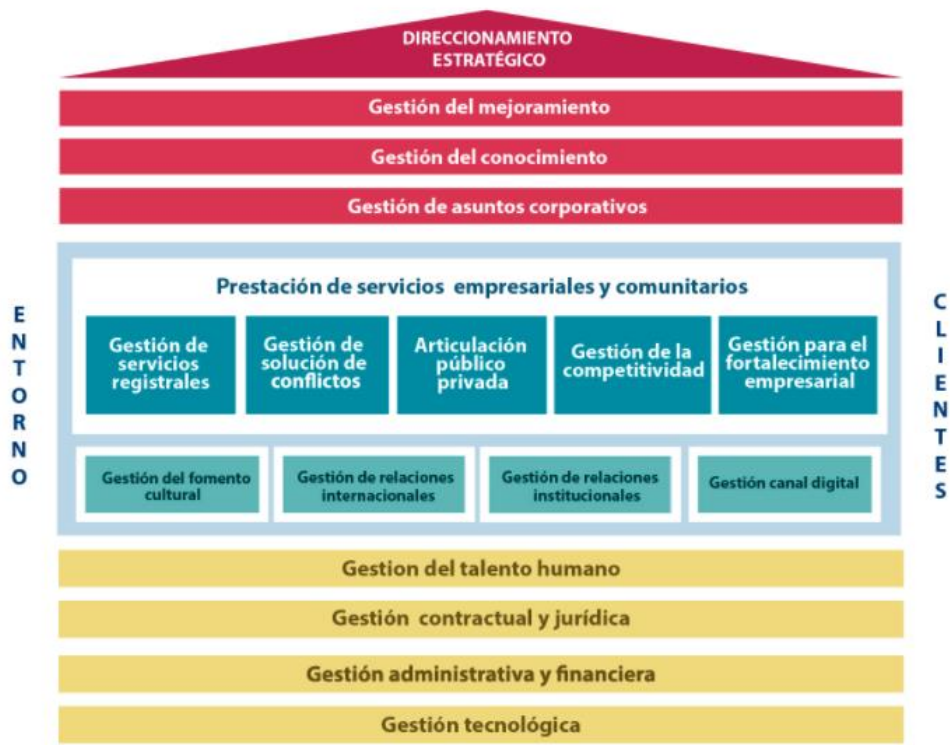 DIRECCIONAMIENTO
ESTRATÉGICO
Gestión del mejoramiento
Gestión del conocimiento
Gestión de asuntos corporativos
ENTORNO
Prestación de servicios empresariales y comunitarios
Gestión de
servicios
registrales
Gestión de
solución de
conflictos
Articulación
público
privada
Gestión de la
competitividad
Gestión para el
fortalecimiento
empresarial
Gestión del fomento
cultural
Gestión de relaciones
internacionales
Gestión de relaciones
institucionales
Gestión canal digital
CLIENTES
Gestion del talento humano
Gestión contractual y jurídica
Gestión administrativa y financiera
Gestión tecnológica